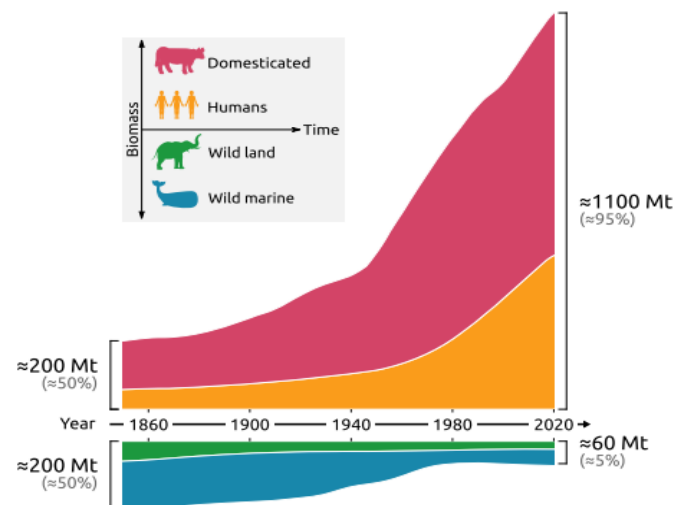 Domesticated
Humans
Biomass
Time
Wild land
Wild marine
≈1100 Mt
(≈95%)
≈200 Mt
(≈50%)
Year 1860 1900 1940 1980 2020
≈60 Mt
(≈5%)
≈200 Mt
(≈50%)